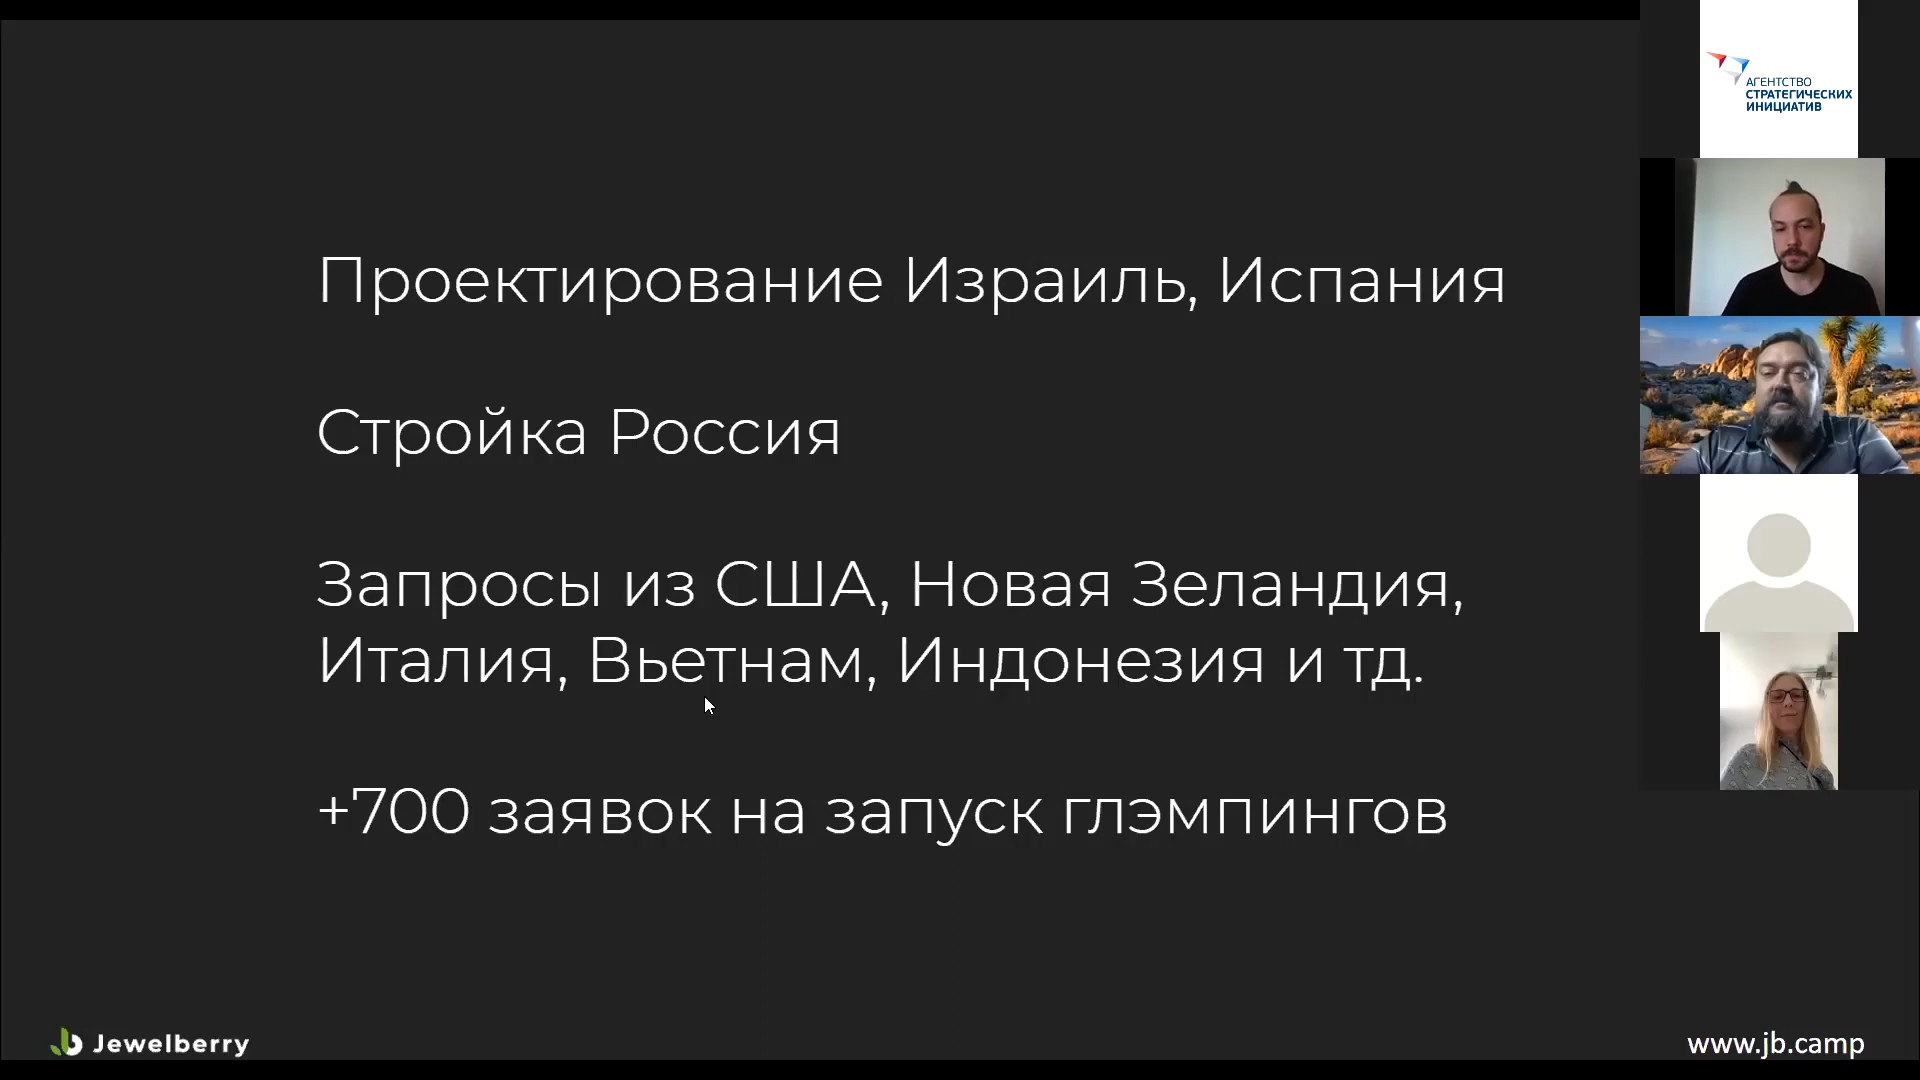 Проектирование Израиль, Испания
Стройка Россия
Запросы из США, Новая Зеландия,
Италия, Вьетнам, Индонезия и тд.
+700 заявок на запуск глэмпингов
Jewelberry
www.jb.camp
АГЕНТСТВО
СТРАТЕГИЧЕСКИХ
ИНИЦИАТИВ